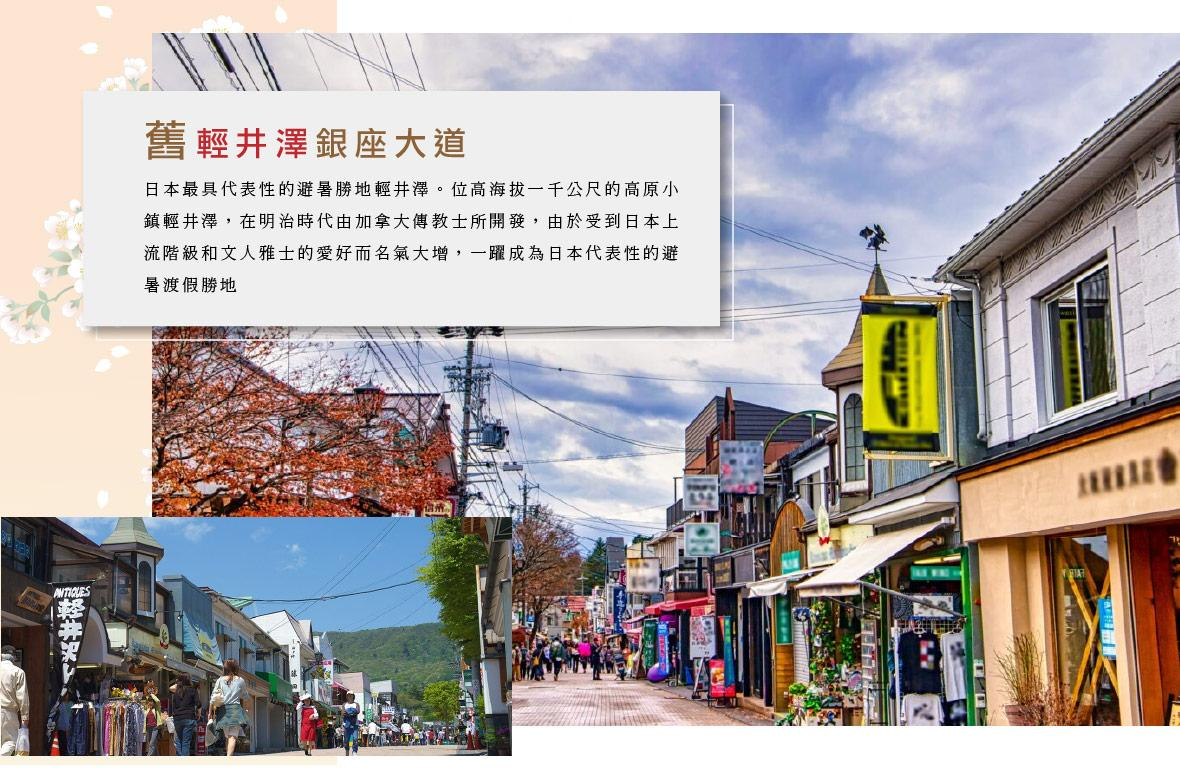 舊輕井澤銀座大道
日本最具代表性的避暑勝地輕井澤。位高海拔一千公尺的高原小
鎮輕井澤，在明治時代由加拿大傳教士所開發，由於受到日本上
流階級和文人雅士的愛好而名氣大增，一躍成為日本代表性的避
暑渡假勝地
ANTIQUES
軽井沢